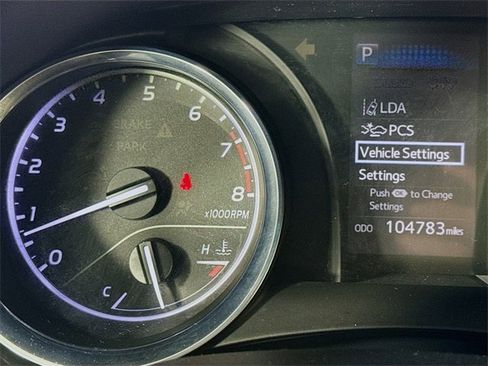 5
4
6
3
BRAKE
PARK
7
2
8
x1000RPM
1
H
0
C
P
LDA
PCS
Vehicle Settings
Settings
Push OK to Change
Settings
ODO 104783 miles